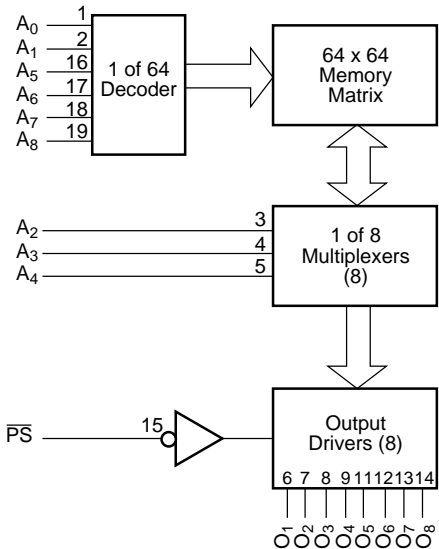 A0 1
A1 2
A5 16
A6 17
A7 18
A8 19
1 of 64
Decoder
64 x 64
Memory
Matrix
A2 3
A3 4
A4 5
1 of 8
Multiplexers
(8)
P̅S̅ 15
Output
Drivers (8)
6 7 8 9 11 12 13 14
O1 O2 O3 O4 O5 O6 O7 O8